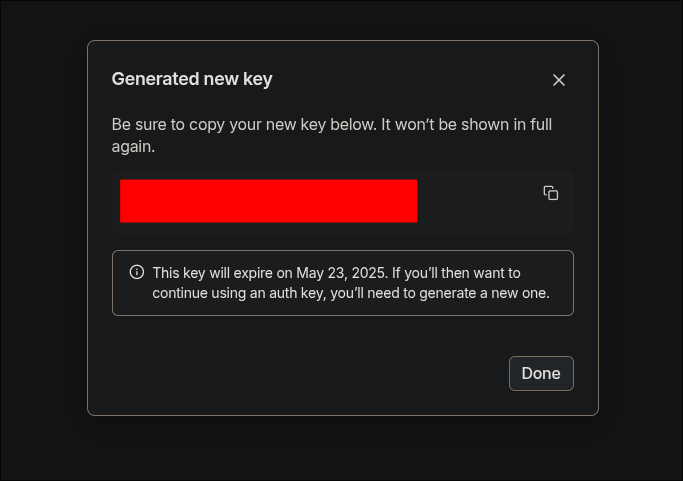 Generated new key
Be sure to copy your new key below. It won’t be shown in full
again.
This key will expire on May 23, 2025. If you’ll then want to
continue using an auth key, you’ll need to generate a new one.
Done